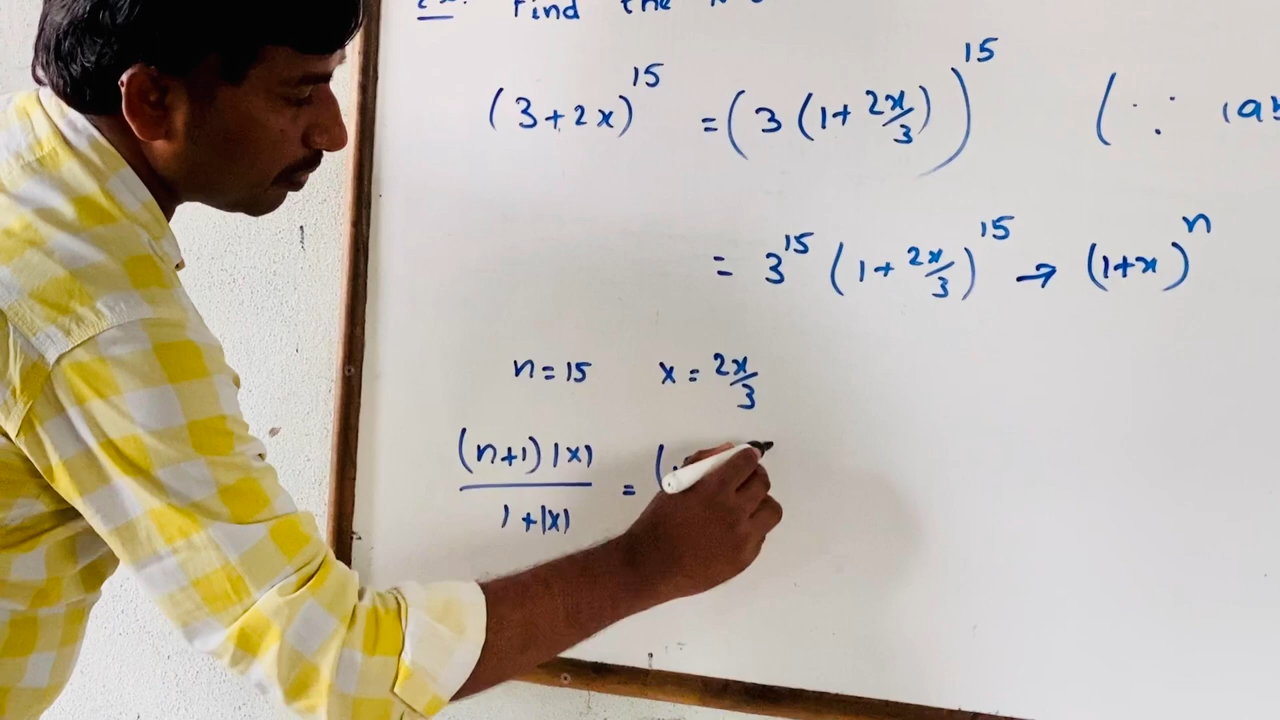 Find the
(3+2x)^15 = (3(1+2x/3))^15 (∵
= 3^15 (1+2x/3)^15 → (1+x)^n
n=15 x=2x/3
(n+1)|x|/1+|x| = (